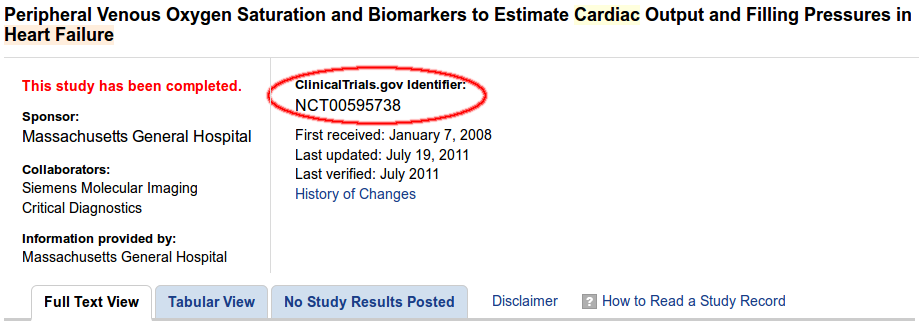 Peripheral Venous Oxygen Saturation and Biomarkers to Estimate Cardiac Output and Filling Pressures in
Heart Failure
This study has been completed.
Sponsor:
Massachusetts General Hospital
Collaborators:
Siemens Molecular Imaging
Critical Diagnostics
Information provided by:
Massachusetts General Hospital
ClinicalTrials.gov Identifier:
NCT00595738
First received: January 7, 2008
Last updated: July 19, 2011
Last verified: July 2011
History of Changes
Full Text View
Tabular View
No Study Results Posted
Disclaimer
? How to Read a Study Record